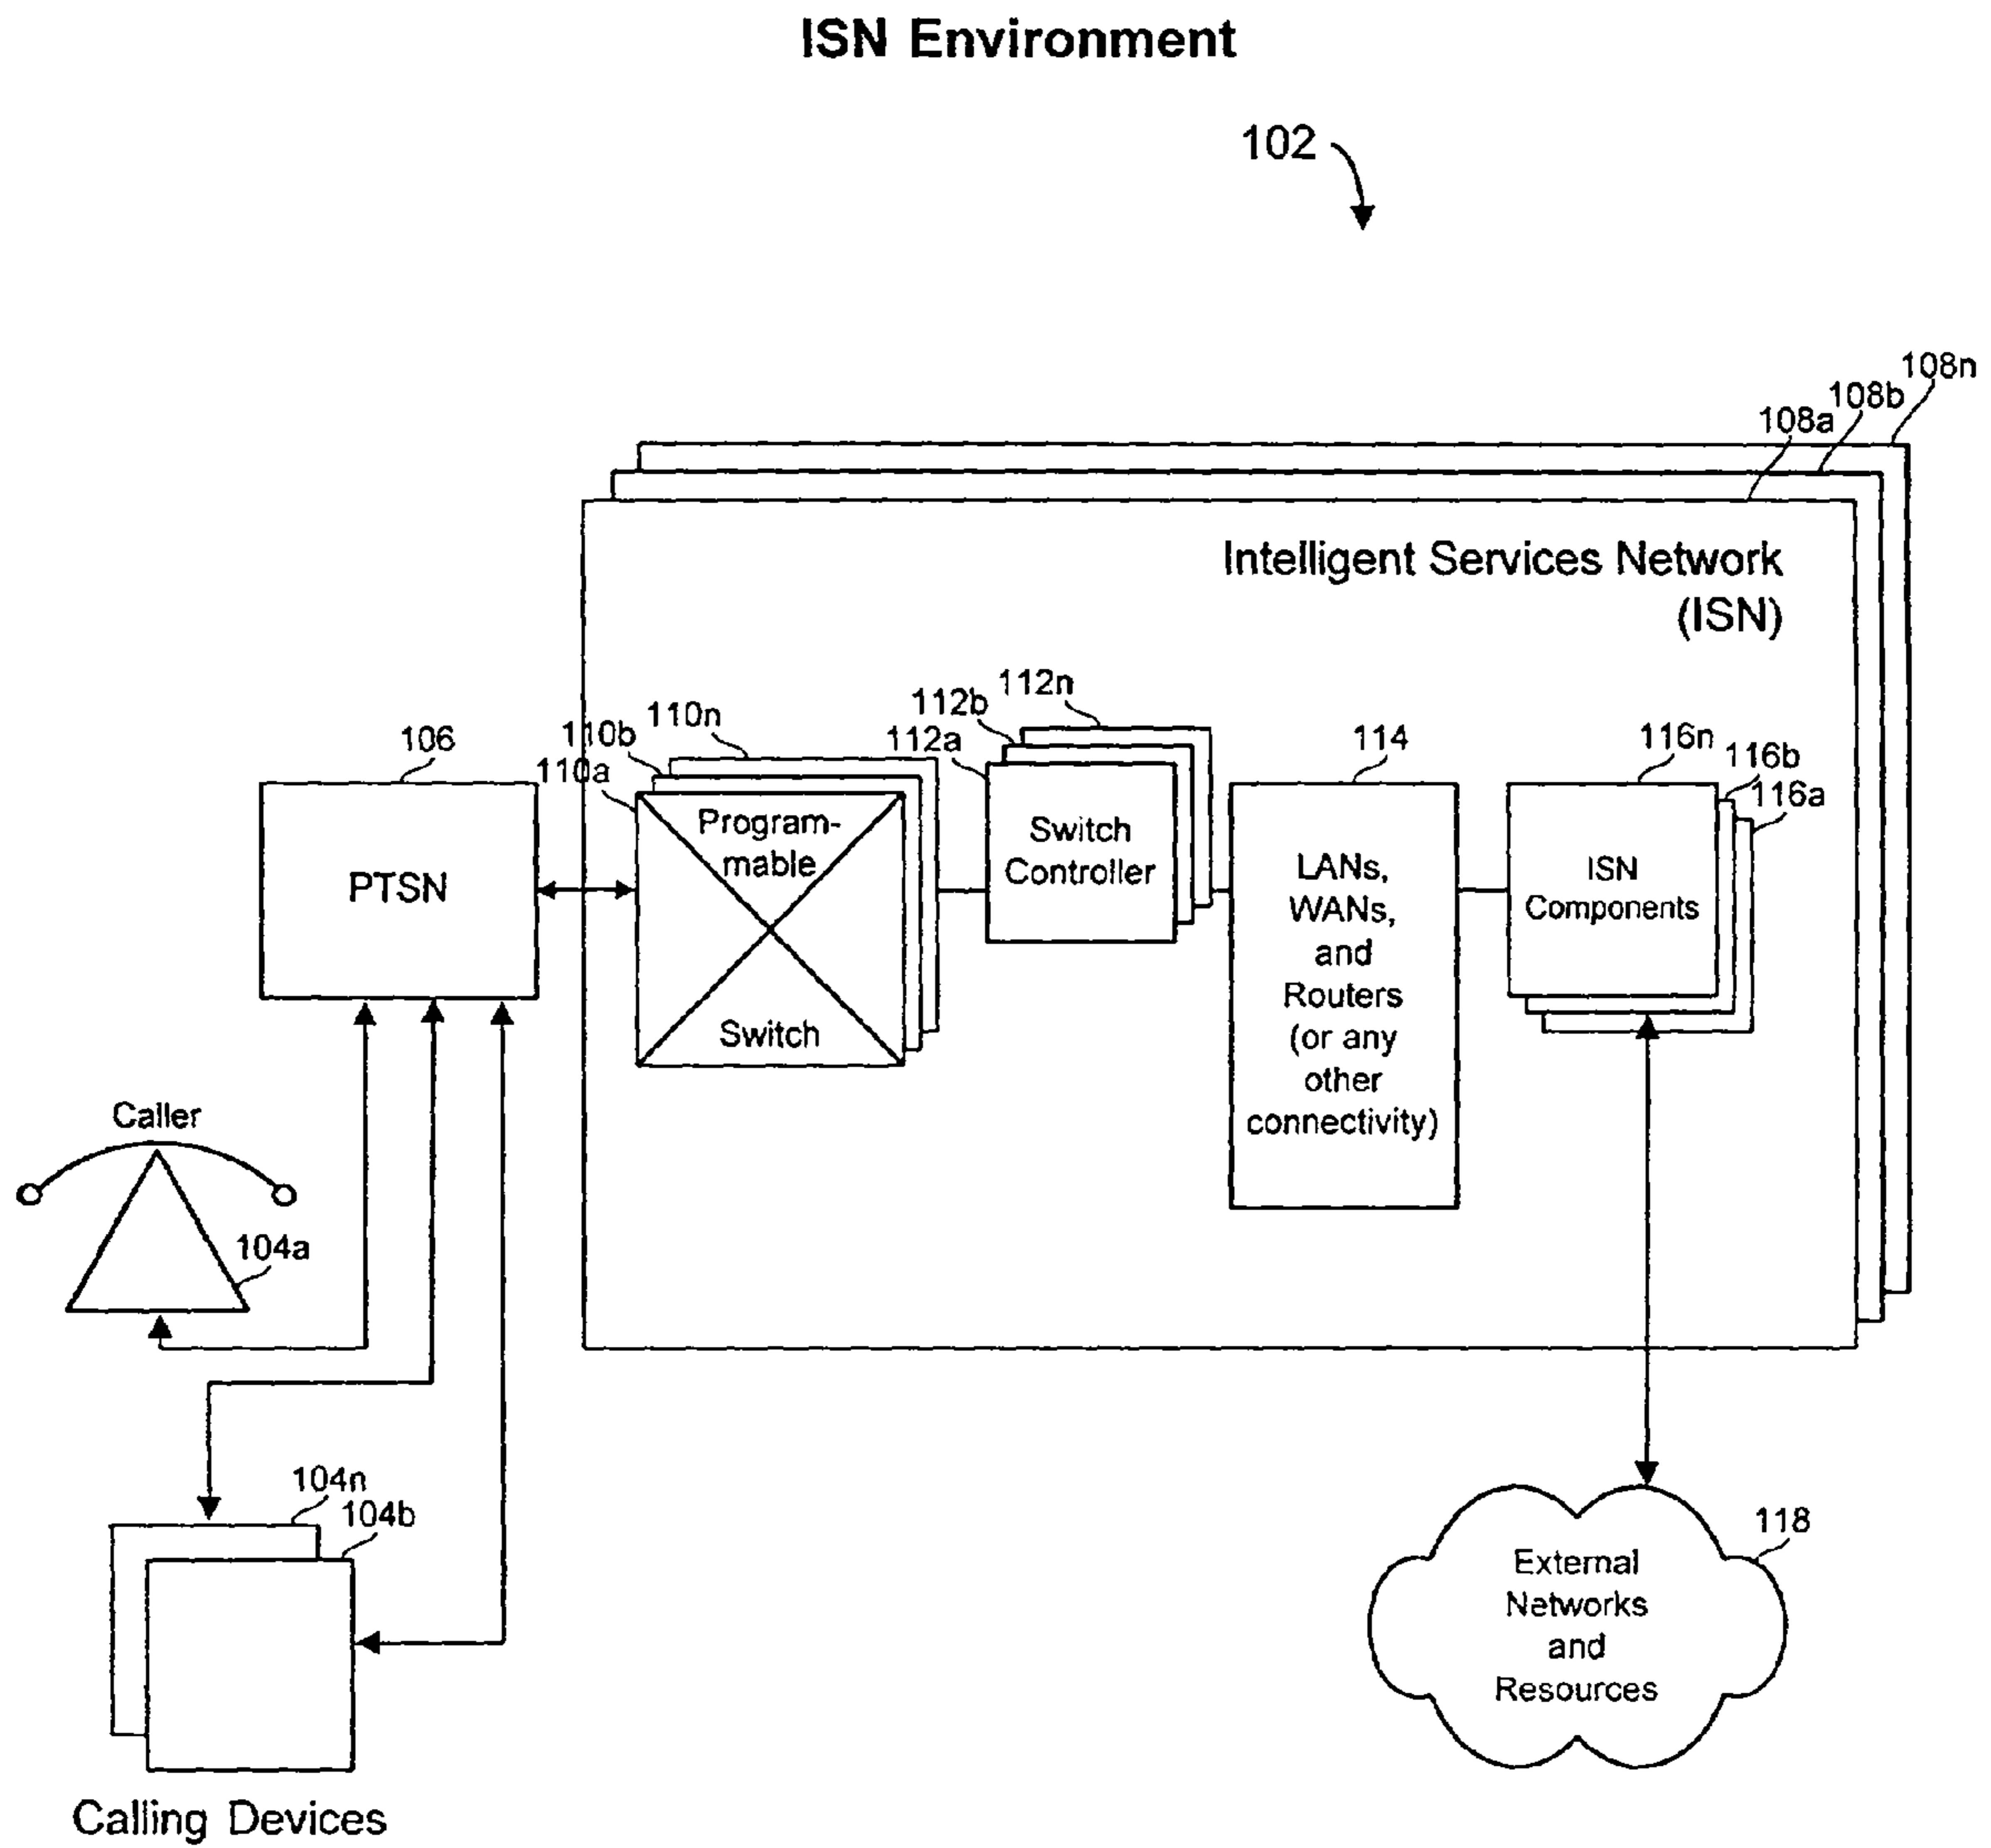 ISN Environment
102
108n
108b
108a
Intelligent Services Network
(ISN)
112n
112b
112a
110n
110b
110a
106
114
116n
116b
116a
PTSN
Program-
mable
Switch
Switch
Controller
LANs,
WANs,
and
Routers
(or any
other
connectivity)
ISN
Components
Caller
104a
104n
104b
Calling Devices
118
External
Networks
and
Resources